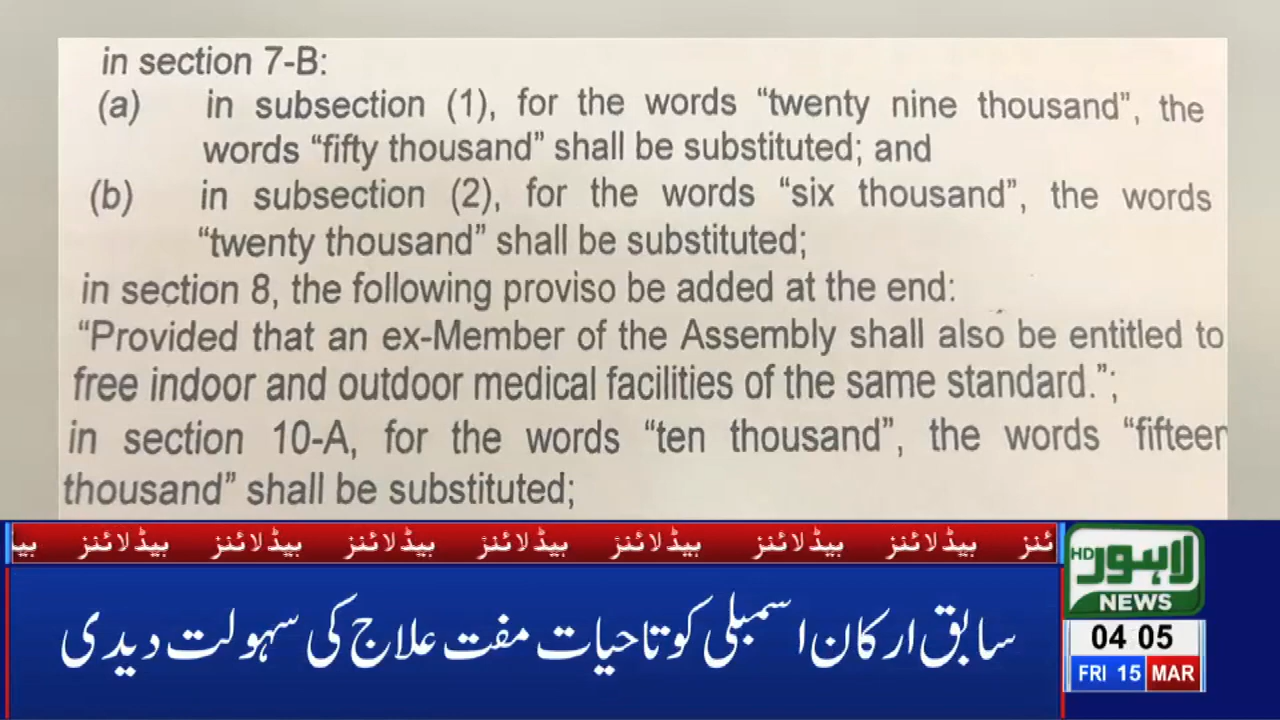 in section 7-B:
(a) in subsection (1), for the words “twenty nine thousand”, the
words “fifty thousand” shall be substituted; and
(b) in subsection (2), for the words “six thousand”, the words
“twenty thousand” shall be substituted;
in section 8, the following proviso be added at the end:
“Provided that an ex-Member of the Assembly shall also be entitled to
free indoor and outdoor medical facilities of the same standard.”;
in section 10-A, for the words “ten thousand”, the words “fifteen
thousand” shall be substituted;
ئنز ہیڈلائنز ہیڈلائنز ہیڈلائنز ہیڈلائنز ہیڈلائنز ہیڈلائنز ہیڈلائنز ہیڈ
سابق ارکان اسمبلی کو تاحیات مفت علاج کی سہولت دیدی
HD لاہور
NEWS
04 05
FRI 15 MAR